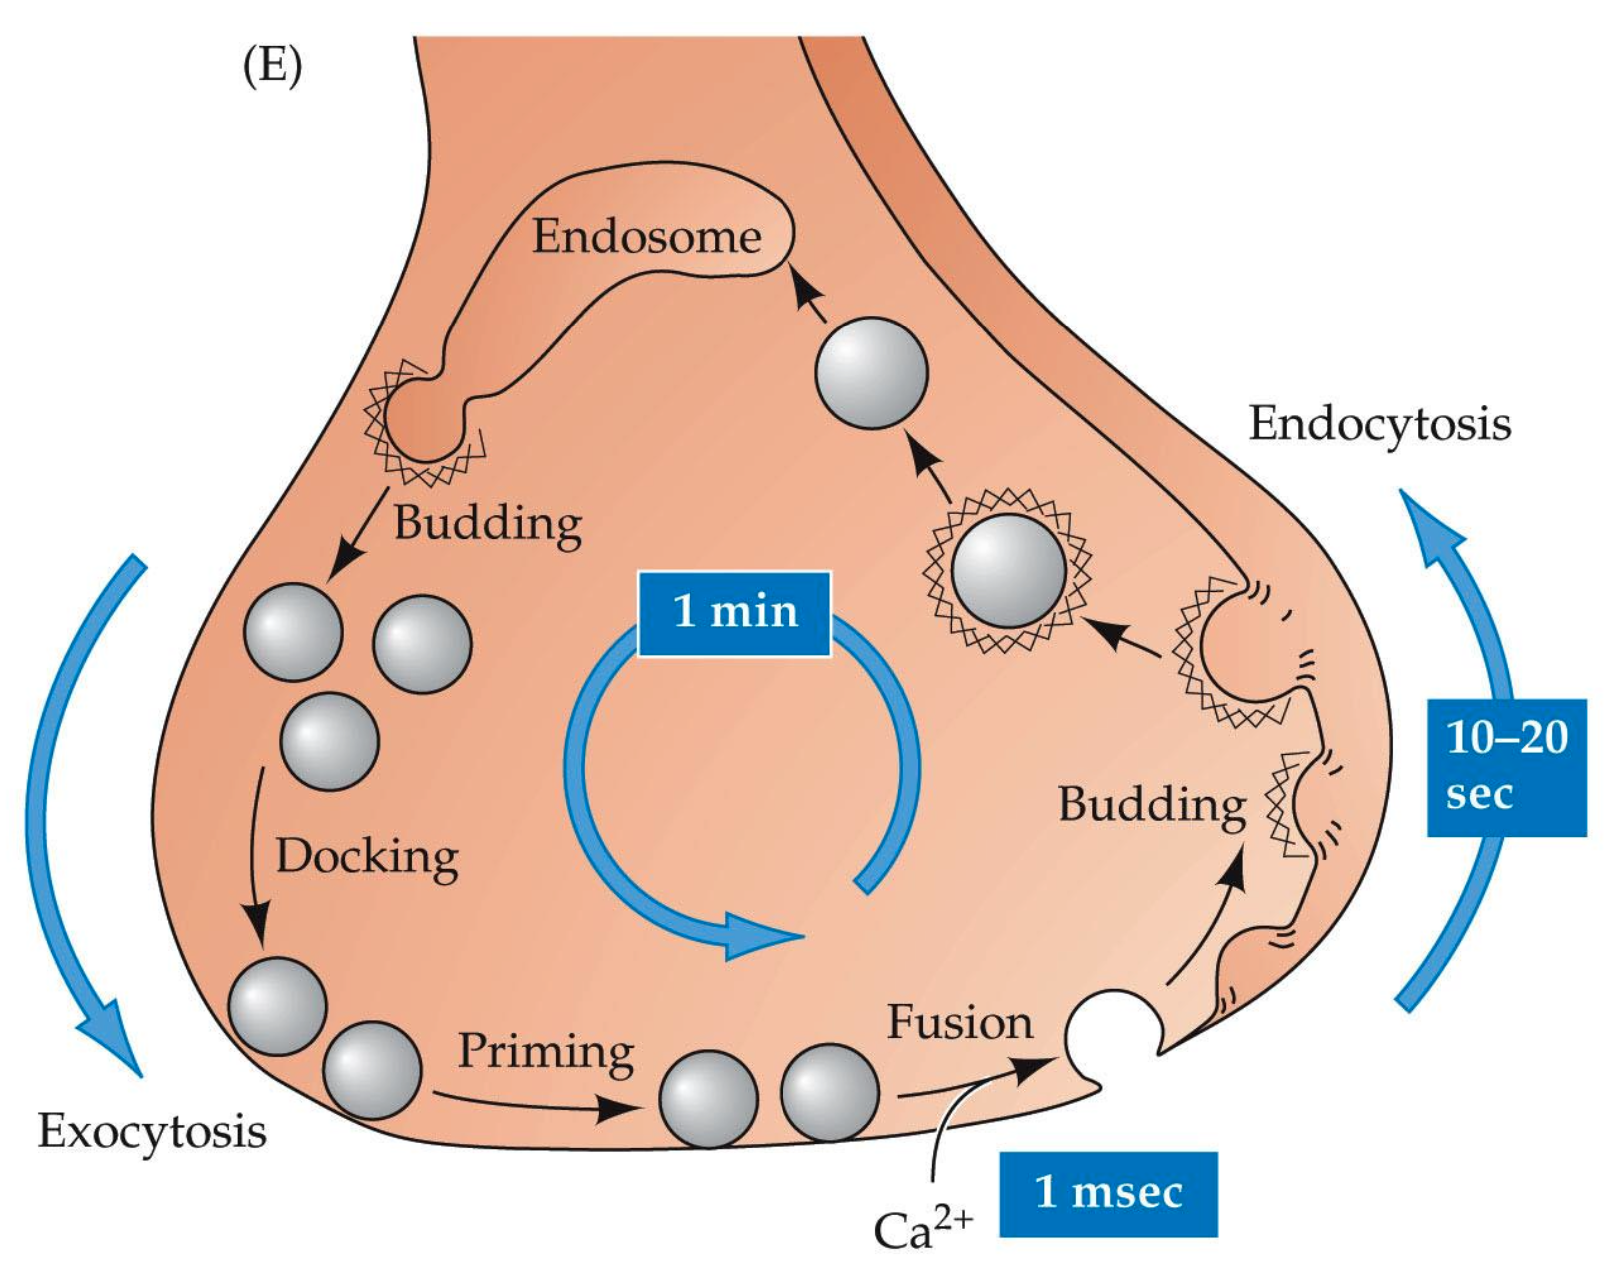 (E)
Endosome
Endocytosis
Budding
1 min
10–20
sec
Budding
Docking
Fusion
Priming
Exocytosis
1 msec
Ca²⁺